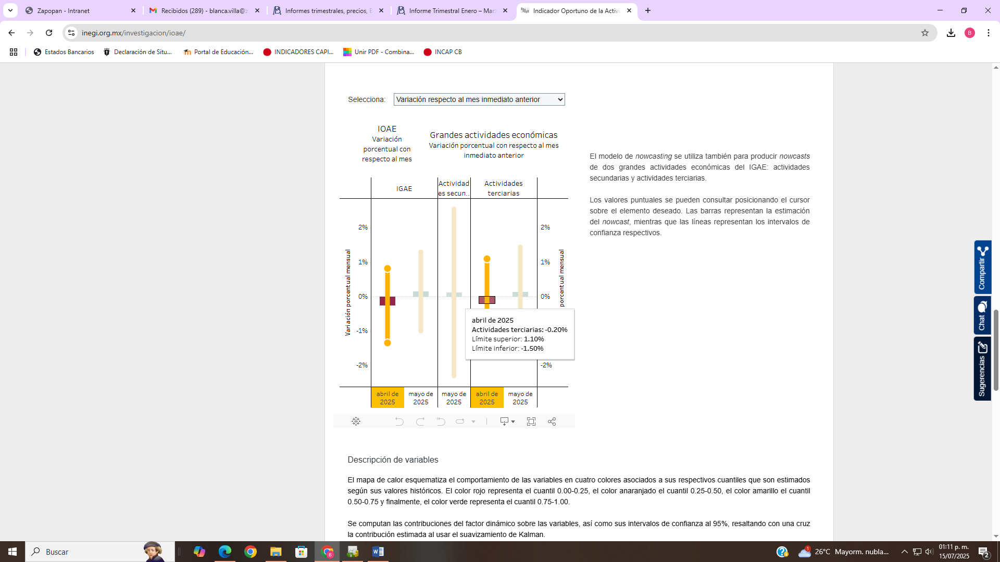 Zapopan - Intranet
Recibidos (289) - blanca.villa@z
Informes trimestrales, precios, B
Informe Trimestral Enero – Marz
Indicador Oportuno de la Activi
inegi.org.mx/investigacion/ioae/
B
Estados Bancarios
Declaración de Situ...
Portal de Educación...
INDICADORES CAPI...
Unir PDF - Combina...
INCAP CB
Selecciona:
Variación respecto al mes inmediato anterior
IOAE
Variación
porcentual con
respecto al mes
Grandes actividades económicas
Variación porcentual con respecto al mes
inmediato anterior
IGAE
Actividad
es secun..
Actividades
terciarias
Variación porcentual mensual
2%
1%
0%
-1%
-2%
2%
1%
0%
-2%
porcentual mensual
abril de 2025
Actividades terciarias: -0.20%
Límite superior: 1.10%
Límite inferior: -1.50%
abril de
2025
mayo de
2025
mayo de
2025
abril de
2025
mayo de
2025
El modelo de nowcasting se utiliza también para producir nowcasts
de dos grandes actividades económicas del IGAE: actividades
secundarias y actividades terciarias.
Los valores puntuales se pueden consultar posicionando el cursor
sobre el elemento deseado. Las barras representan la estimación
del nowcast, mientras que las líneas representan los intervalos de
confianza respectivos.
Compartir
Chat
Sugerencias
Descripción de variables
El mapa de calor esquematiza el comportamiento de las variables en cuatro colores asociados a sus respectivos cuantiles que son estimados
según sus valores históricos. El color rojo representa el cuantil 0.00-0.25, el color anaranjado el cuantil 0.25-0.50, el color amarillo el cuantil
0.50-0.75 y finalmente, el color verde representa el cuantil 0.75-1.00.
Se computan las contribuciones del factor dinámico sobre las variables, así como sus intervalos de confianza al 95%, resaltando con una cruz
la contribución estimada al usar el suavizamiento de Kalman.
Buscar
B
1
26°C Mayorm. nubla...
01:11 p. m.
15/07/2025
2